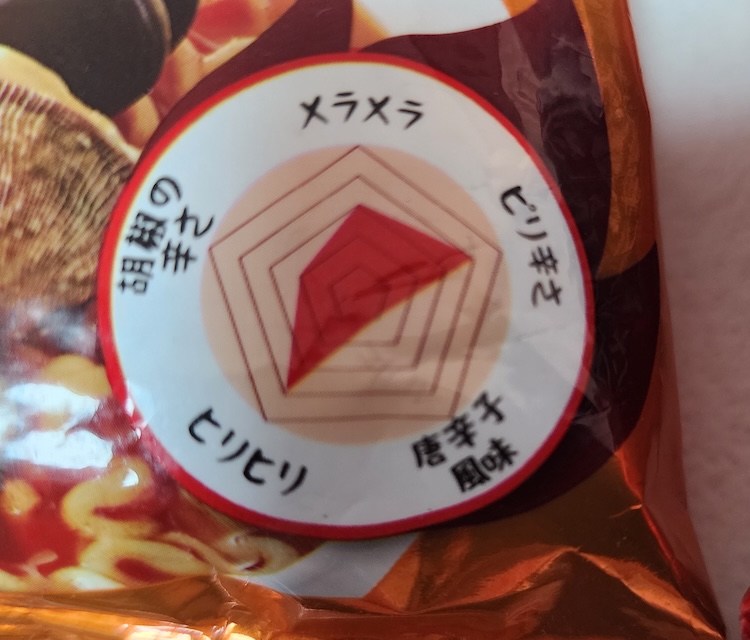 メラメラ
ピリ辛さ
唐辛子
風味
ヒリヒリ
胡椒の
辛さ